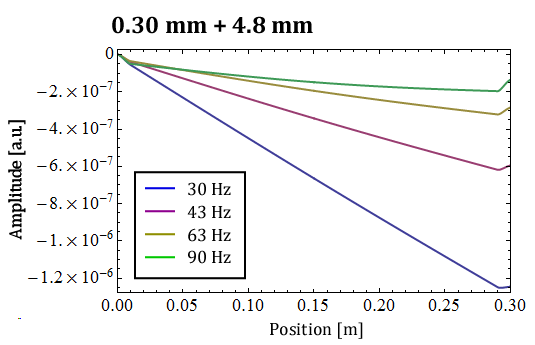 0.30 mm + 4.8 mm
0
−2.×10⁻⁷
−4.×10⁻⁷
−6.×10⁻⁷
−8.×10⁻⁷
−1.×10⁻⁶
−1.2×10⁻⁶
Amplitude [a.u.]
30 Hz
43 Hz
63 Hz
90 Hz
0.00 0.05 0.10 0.15 0.20 0.25 0.30
Position [m]